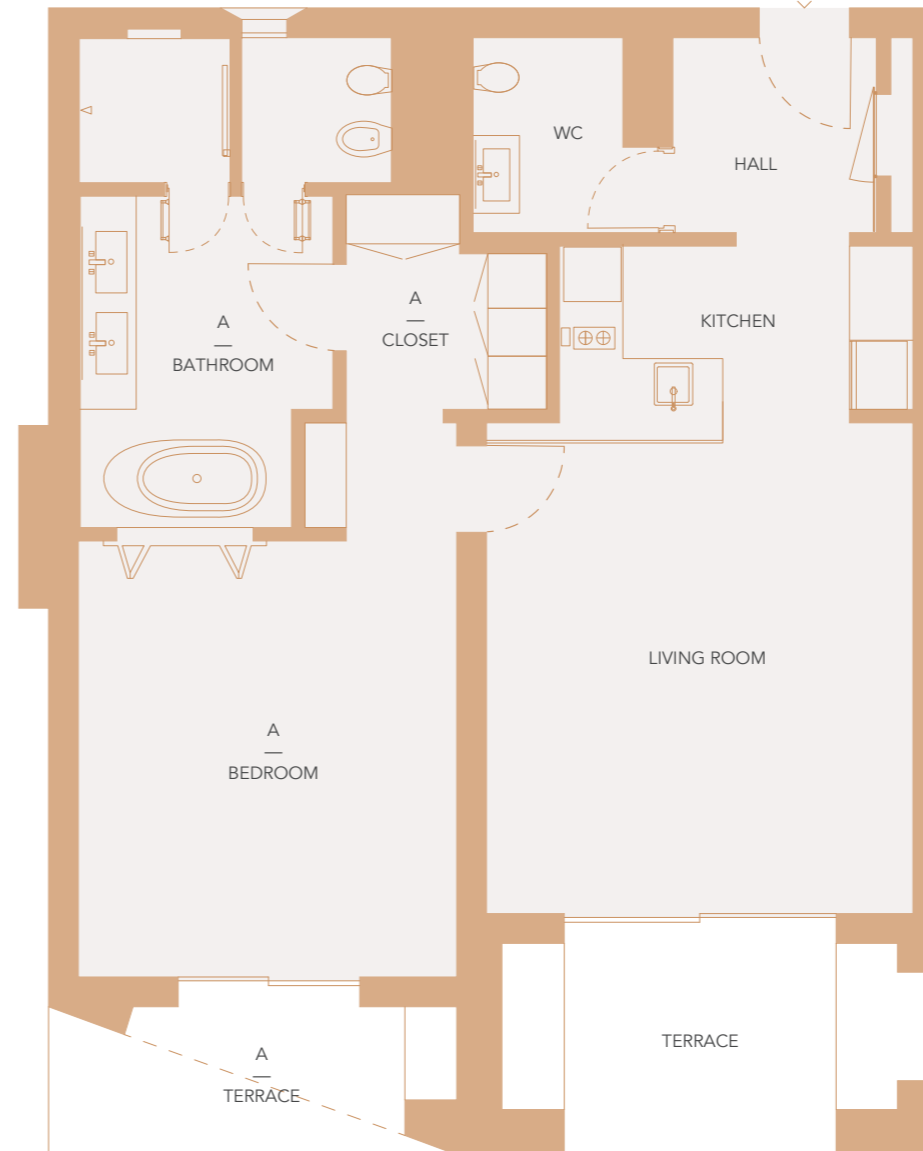 WC
HALL
A
CLOSET
KITCHEN
A
BATHROOM
LIVING ROOM
A
BEDROOM
TERRACE
A
TERRACE